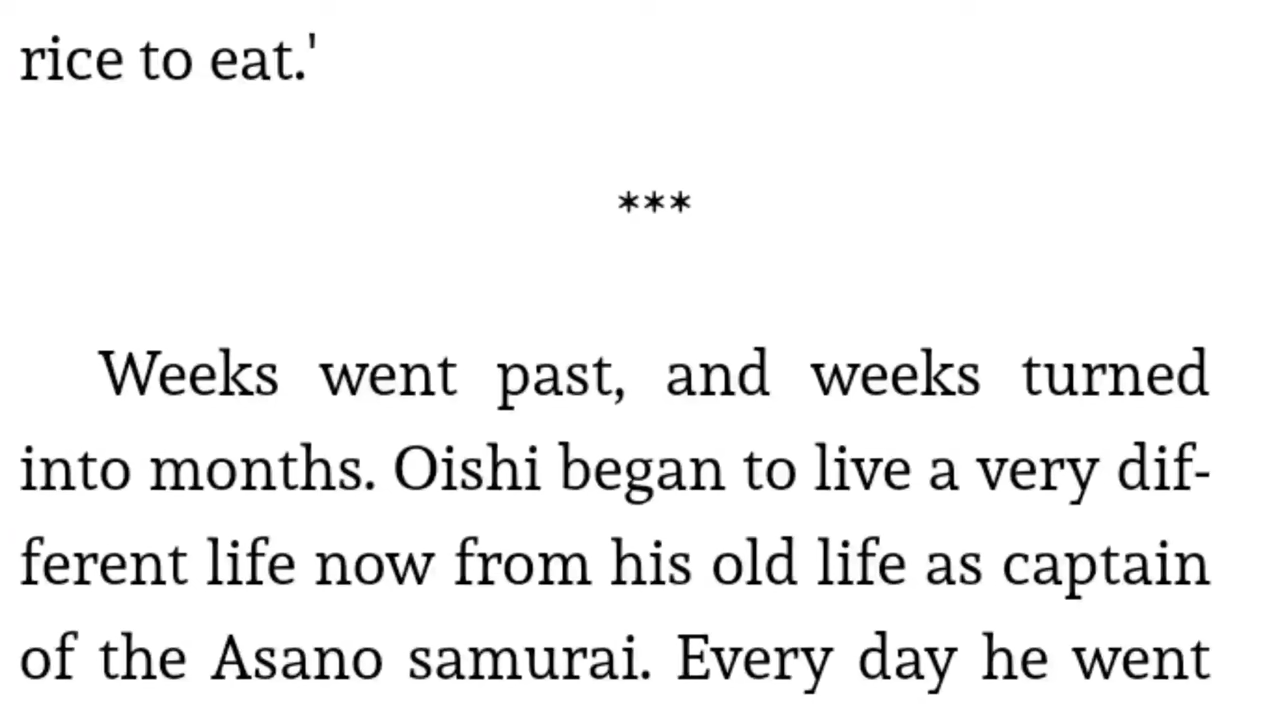 rice to eat.'
***
Weeks went past, and weeks turned
into months. Oishi began to live a very dif-
ferent life now from his old life as captain
of the Asano samurai. Every day he went